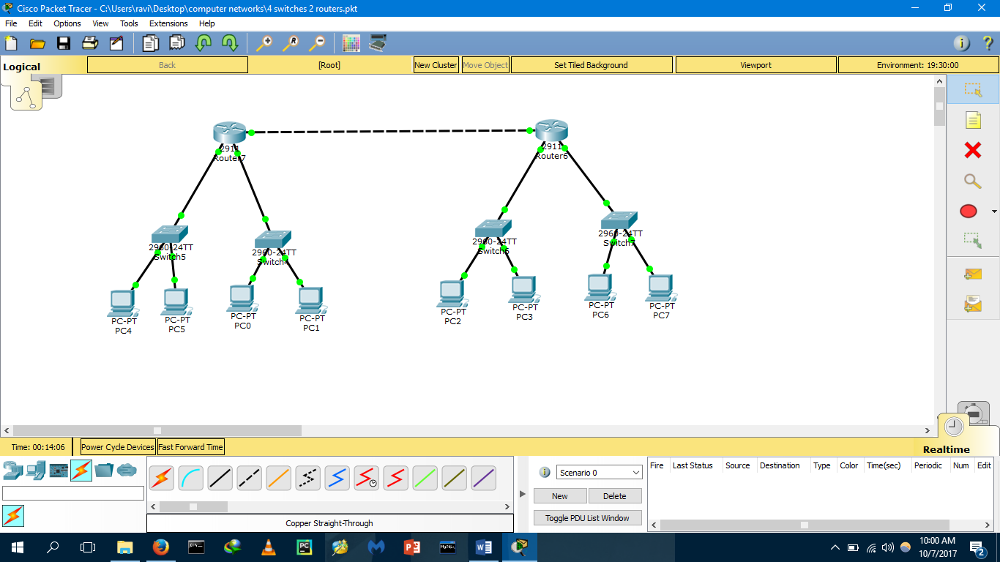 Cisco Packet Tracer - C:\Users\ravi\Desktop\computer networks\4 switches 2 routers.pkt
File Edit Options View Tools Extensions Help
Logical
Back
[Root]
New Cluster
Move Object
Set Tiled Background
Viewport
Environment: 19:30:00
2911
Router7
2911
Router6
2960-24TT
Switch5
2960-24TT
Switch4
2960-24TT
Switch6
2960-24TT
Switch7
PC-PT
PC4
PC-PT
PC5
PC-PT
PC0
PC-PT
PC1
PC-PT
PC2
PC-PT
PC3
PC-PT
PC6
PC-PT
PC7
Time: 00:14:06
Power Cycle Devices
Fast Forward Time
Realtime
Scenario 0
New
Delete
Toggle PDU List Window
Fire Last Status Source Destination Type Color Time(sec) Periodic Num Edit
Copper Straight-Through
10:00 AM
10/7/2017
2